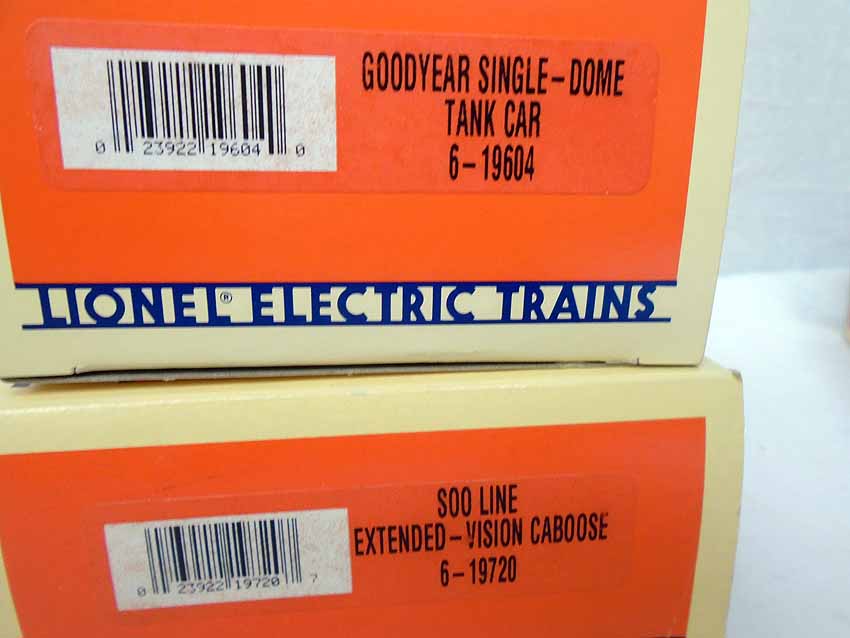 GOODYEAR SINGLE-DOME
TANK CAR
6-19604
0 23922 19604 0
LIONEL® ELECTRIC TRAINS
SOO LINE
EXTENDED-VISION CABOOSE
6-19720
0 23922 19720 7